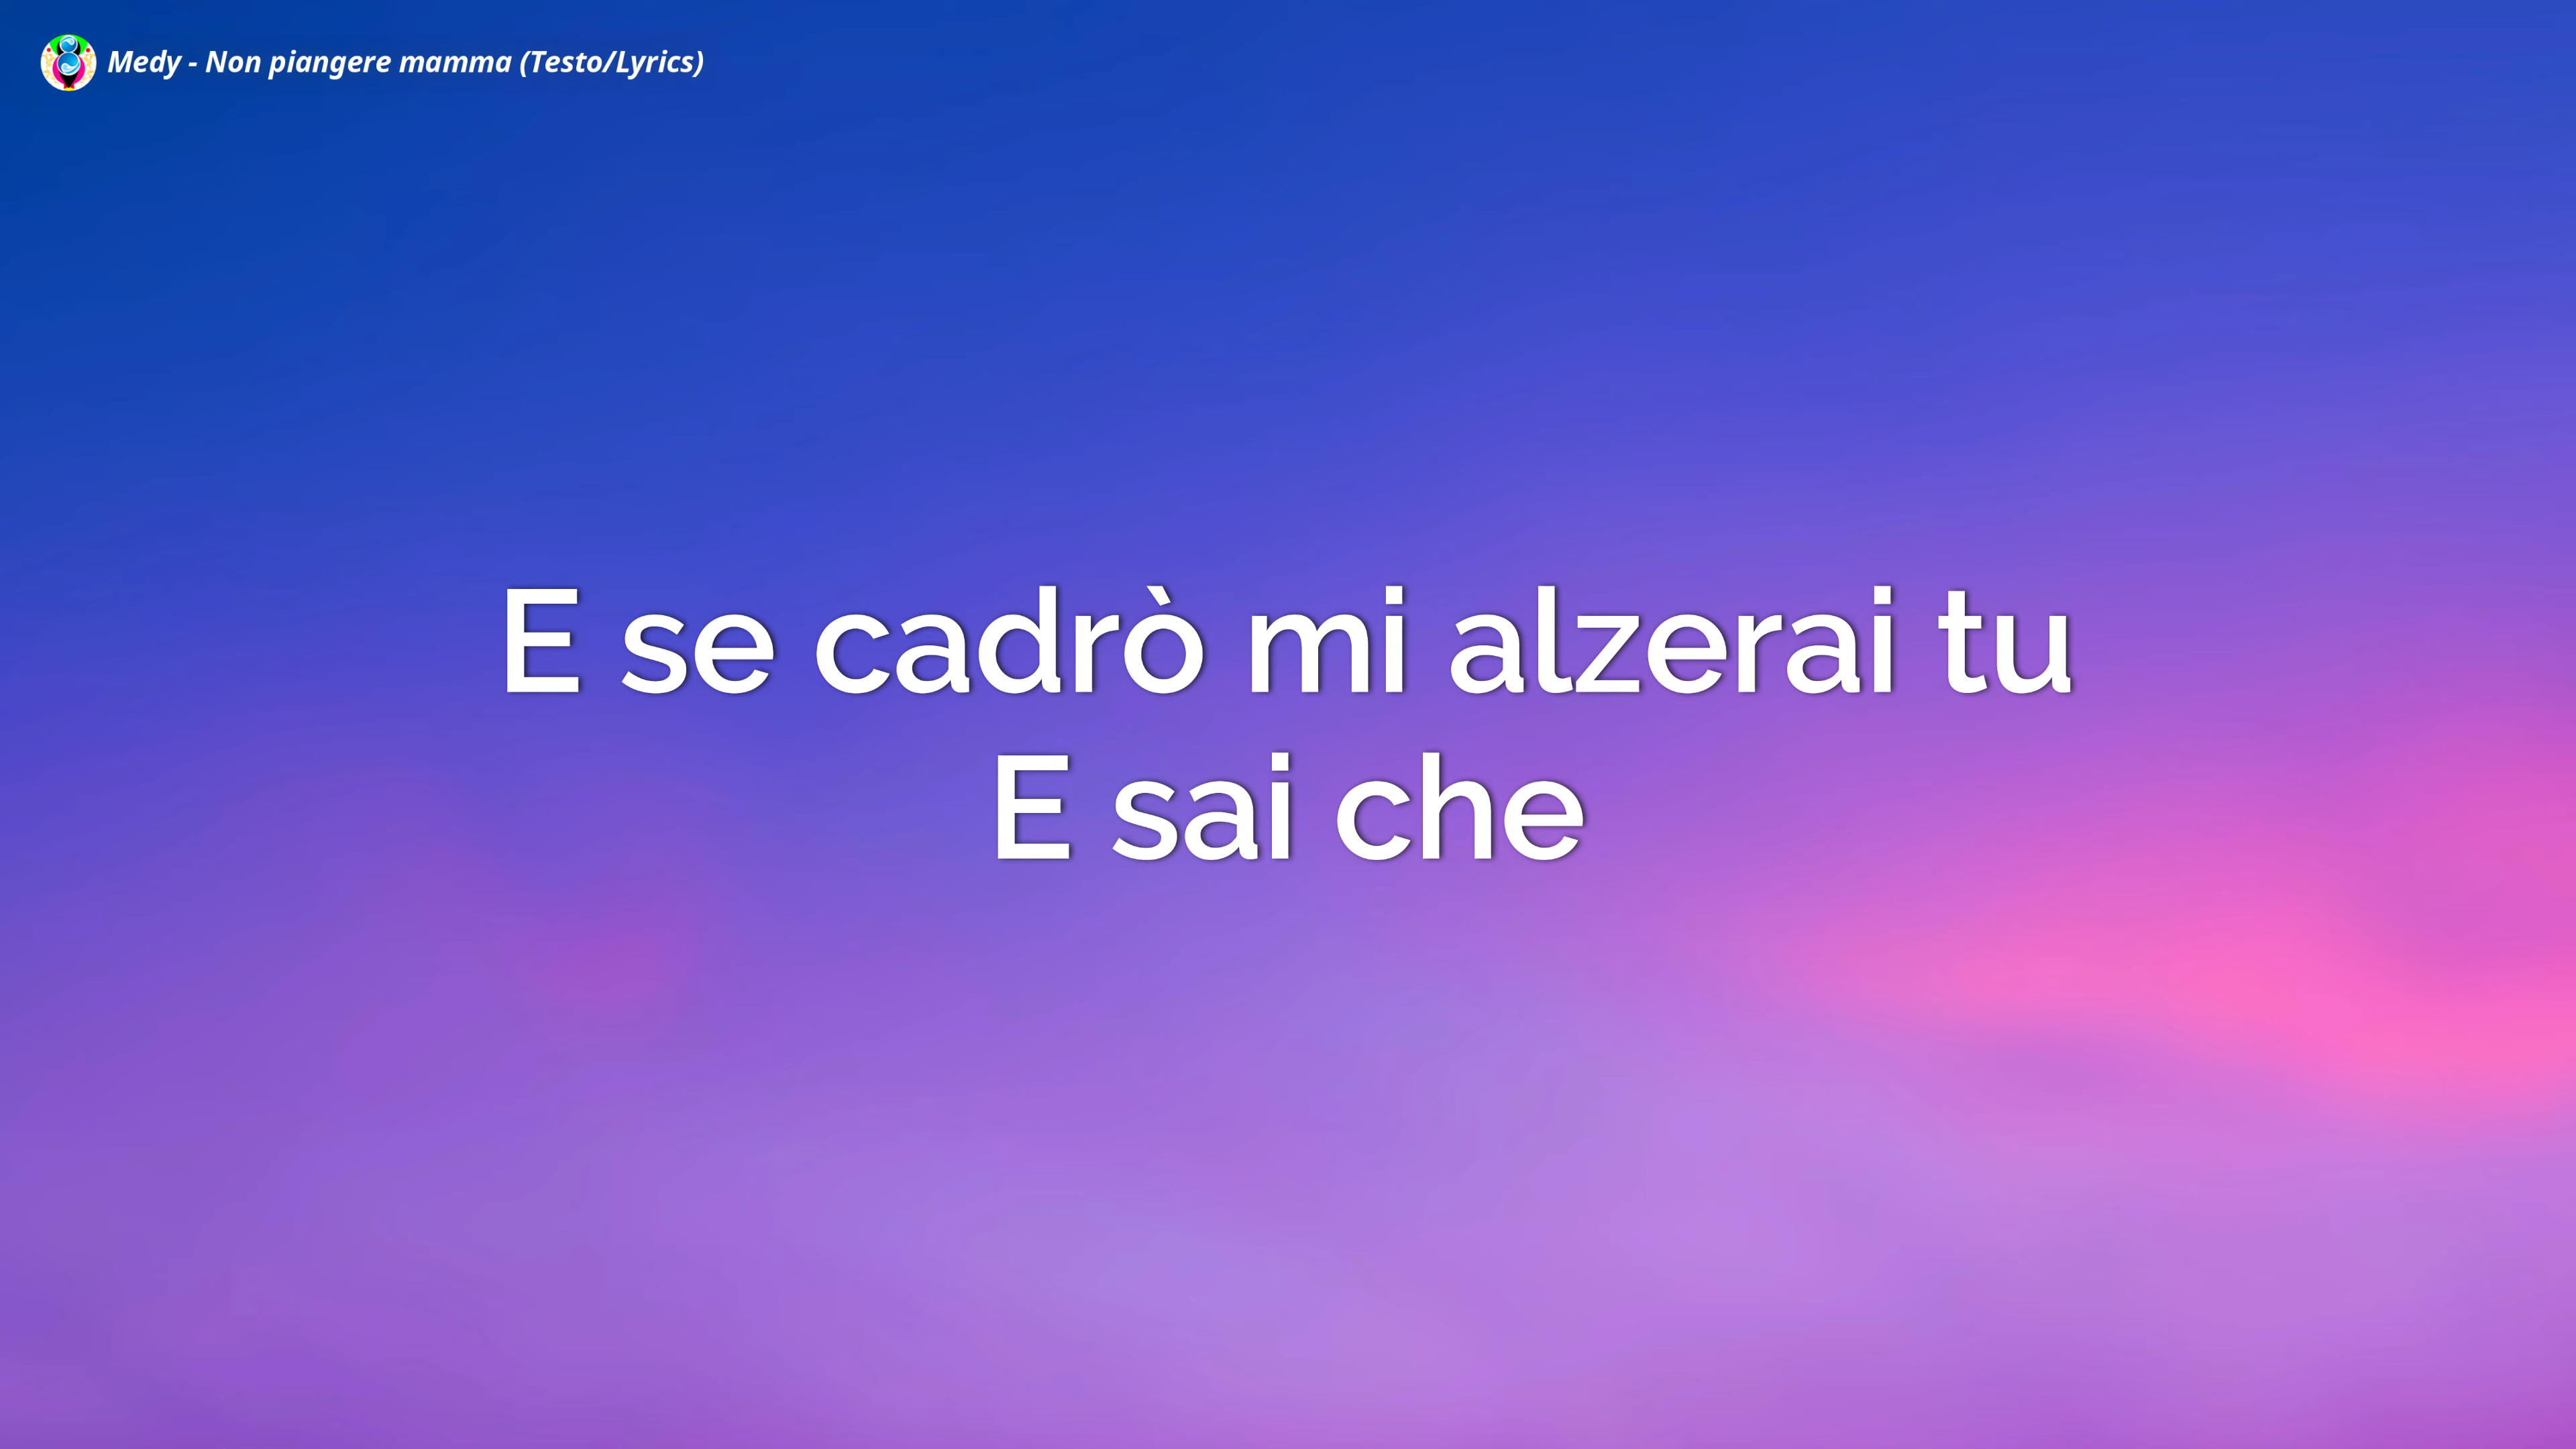 Medy - Non piangere mamma (Testo/Lyrics)
E se cadrò mi alzerai tu
E sai che